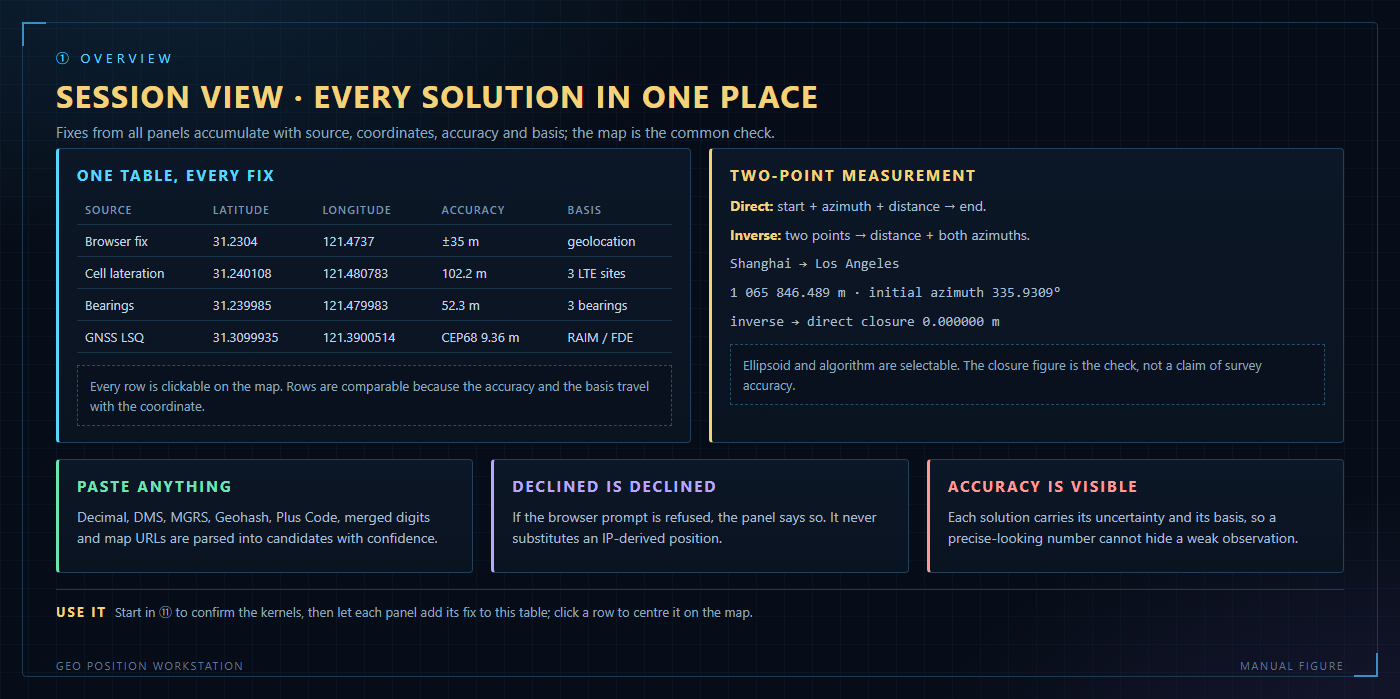 ① OVERVIEW
SESSION VIEW · EVERY SOLUTION IN ONE PLACE
Fixes from all panels accumulate with source, coordinates, accuracy and basis; the map is the common check.
ONE TABLE, EVERY FIX
SOURCE LATITUDE LONGITUDE ACCURACY BASIS
Browser fix 31.2304 121.4737 ±35 m geolocation
Cell lateration 31.240108 121.480783 102.2 m 3 LTE sites
Bearings 31.239985 121.479983 52.3 m 3 bearings
GNSS LSQ 31.3099935 121.3900514 CEP68 9.36 m RAIM / FDE
Every row is clickable on the map. Rows are comparable because the accuracy and the basis travel
with the coordinate.
TWO-POINT MEASUREMENT
Direct: start + azimuth + distance → end.
Inverse: two points → distance + both azimuths.
Shanghai → Los Angeles
1 065 846.489 m · initial azimuth 335.9309°
inverse → direct closure 0.000000 m
Ellipsoid and algorithm are selectable. The closure figure is the check, not a claim of survey
accuracy.
PASTE ANYTHING
Decimal, DMS, MGRS, Geohash, Plus Code, merged digits
and map URLs are parsed into candidates with confidence.
DECLINED IS DECLINED
If the browser prompt is refused, the panel says so. It never
substitutes an IP-derived position.
ACCURACY IS VISIBLE
Each solution carries its uncertainty and its basis, so a
precise-looking number cannot hide a weak observation.
USE IT Start in ⑪ to confirm the kernels, then let each panel add its fix to this table; click a row to centre it on the map.
GEO POSITION WORKSTATION
MANUAL FIGURE